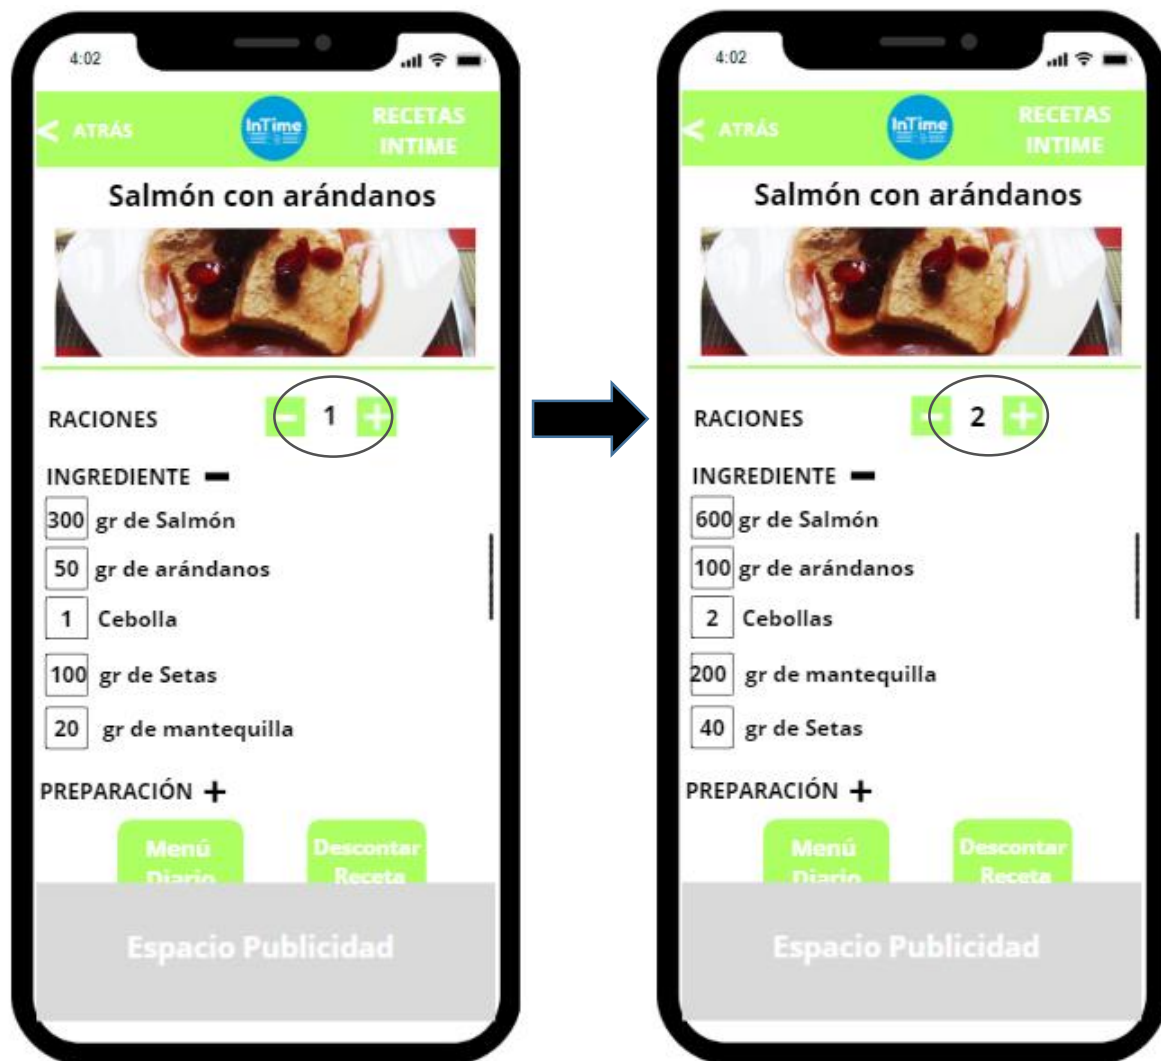 4:02
< ATRÁS
InTime
RECETAS
INTIME
Salmón con arándanos
RACIONES - 1 +
INGREDIENTE -
300 gr de Salmón
50 gr de arándanos
1 Cebolla
100 gr de Setas
20 gr de mantequilla
PREPARACIÓN +
Menú
Diario
Descontar
Receta
Espacio Publicidad
4:02
< ATRÁS
InTime
RECETAS
INTIME
Salmón con arándanos
RACIONES - 2 +
INGREDIENTE -
600 gr de Salmón
100 gr de arándanos
2 Cebollas
200 gr de mantequilla
40 gr de Setas
PREPARACIÓN +
Menú
Diario
Descontar
Receta
Espacio Publicidad